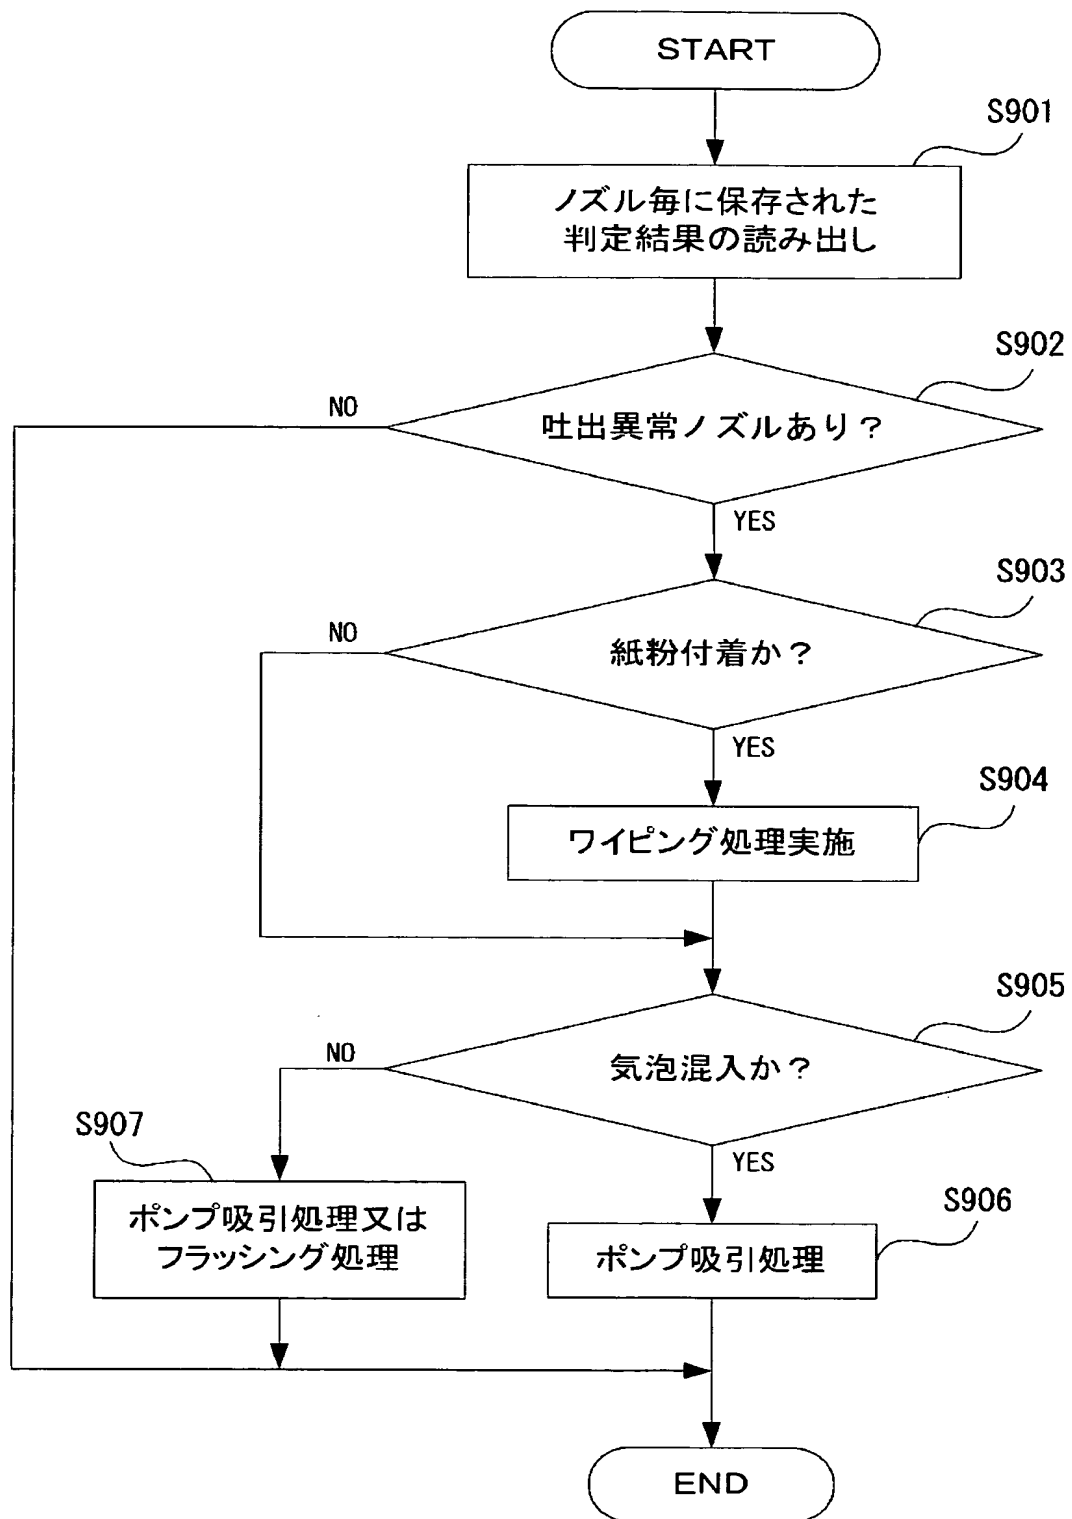 START
S901
ノズル毎に保存された
判定結果の読み出し
S902
NO
吐出異常ノズルあり？
YES
S903
NO
紙粉付着か？
YES
S904
ワイピング処理実施
S905
NO
気泡混入か？
S907
YES
S906
ポンプ吸引処理又は
フラッシング処理
ポンプ吸引処理
END